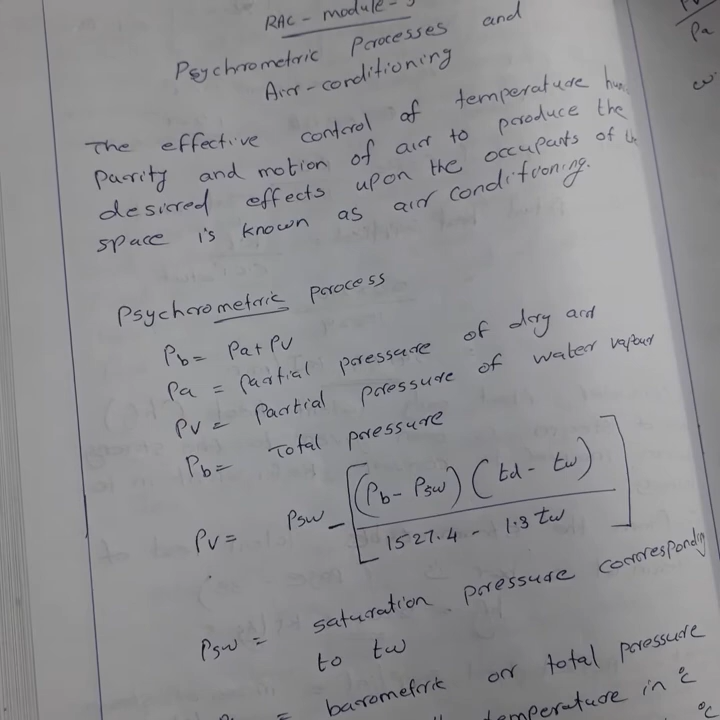 RAC - module - 5
Psychrometric Processes and
Air-conditioning
The effective control of temperature
parity and motion of air to produce the
desired effects upon the occupants of
space is known as air conditioning.
Psychrometric process
Pb = Pa + Pv
Pa = Partial pressure of dry air
Pv = Partial pressure of water vapour
Pb = Total pressure
Pv = Psw - [(Pb - Psw) (td - tw) / 1527.4 - 1.3 tw]
Psw = saturation pressure corresponding
to tw
= barometric or total pressure
temperature in °c
°c
Pa